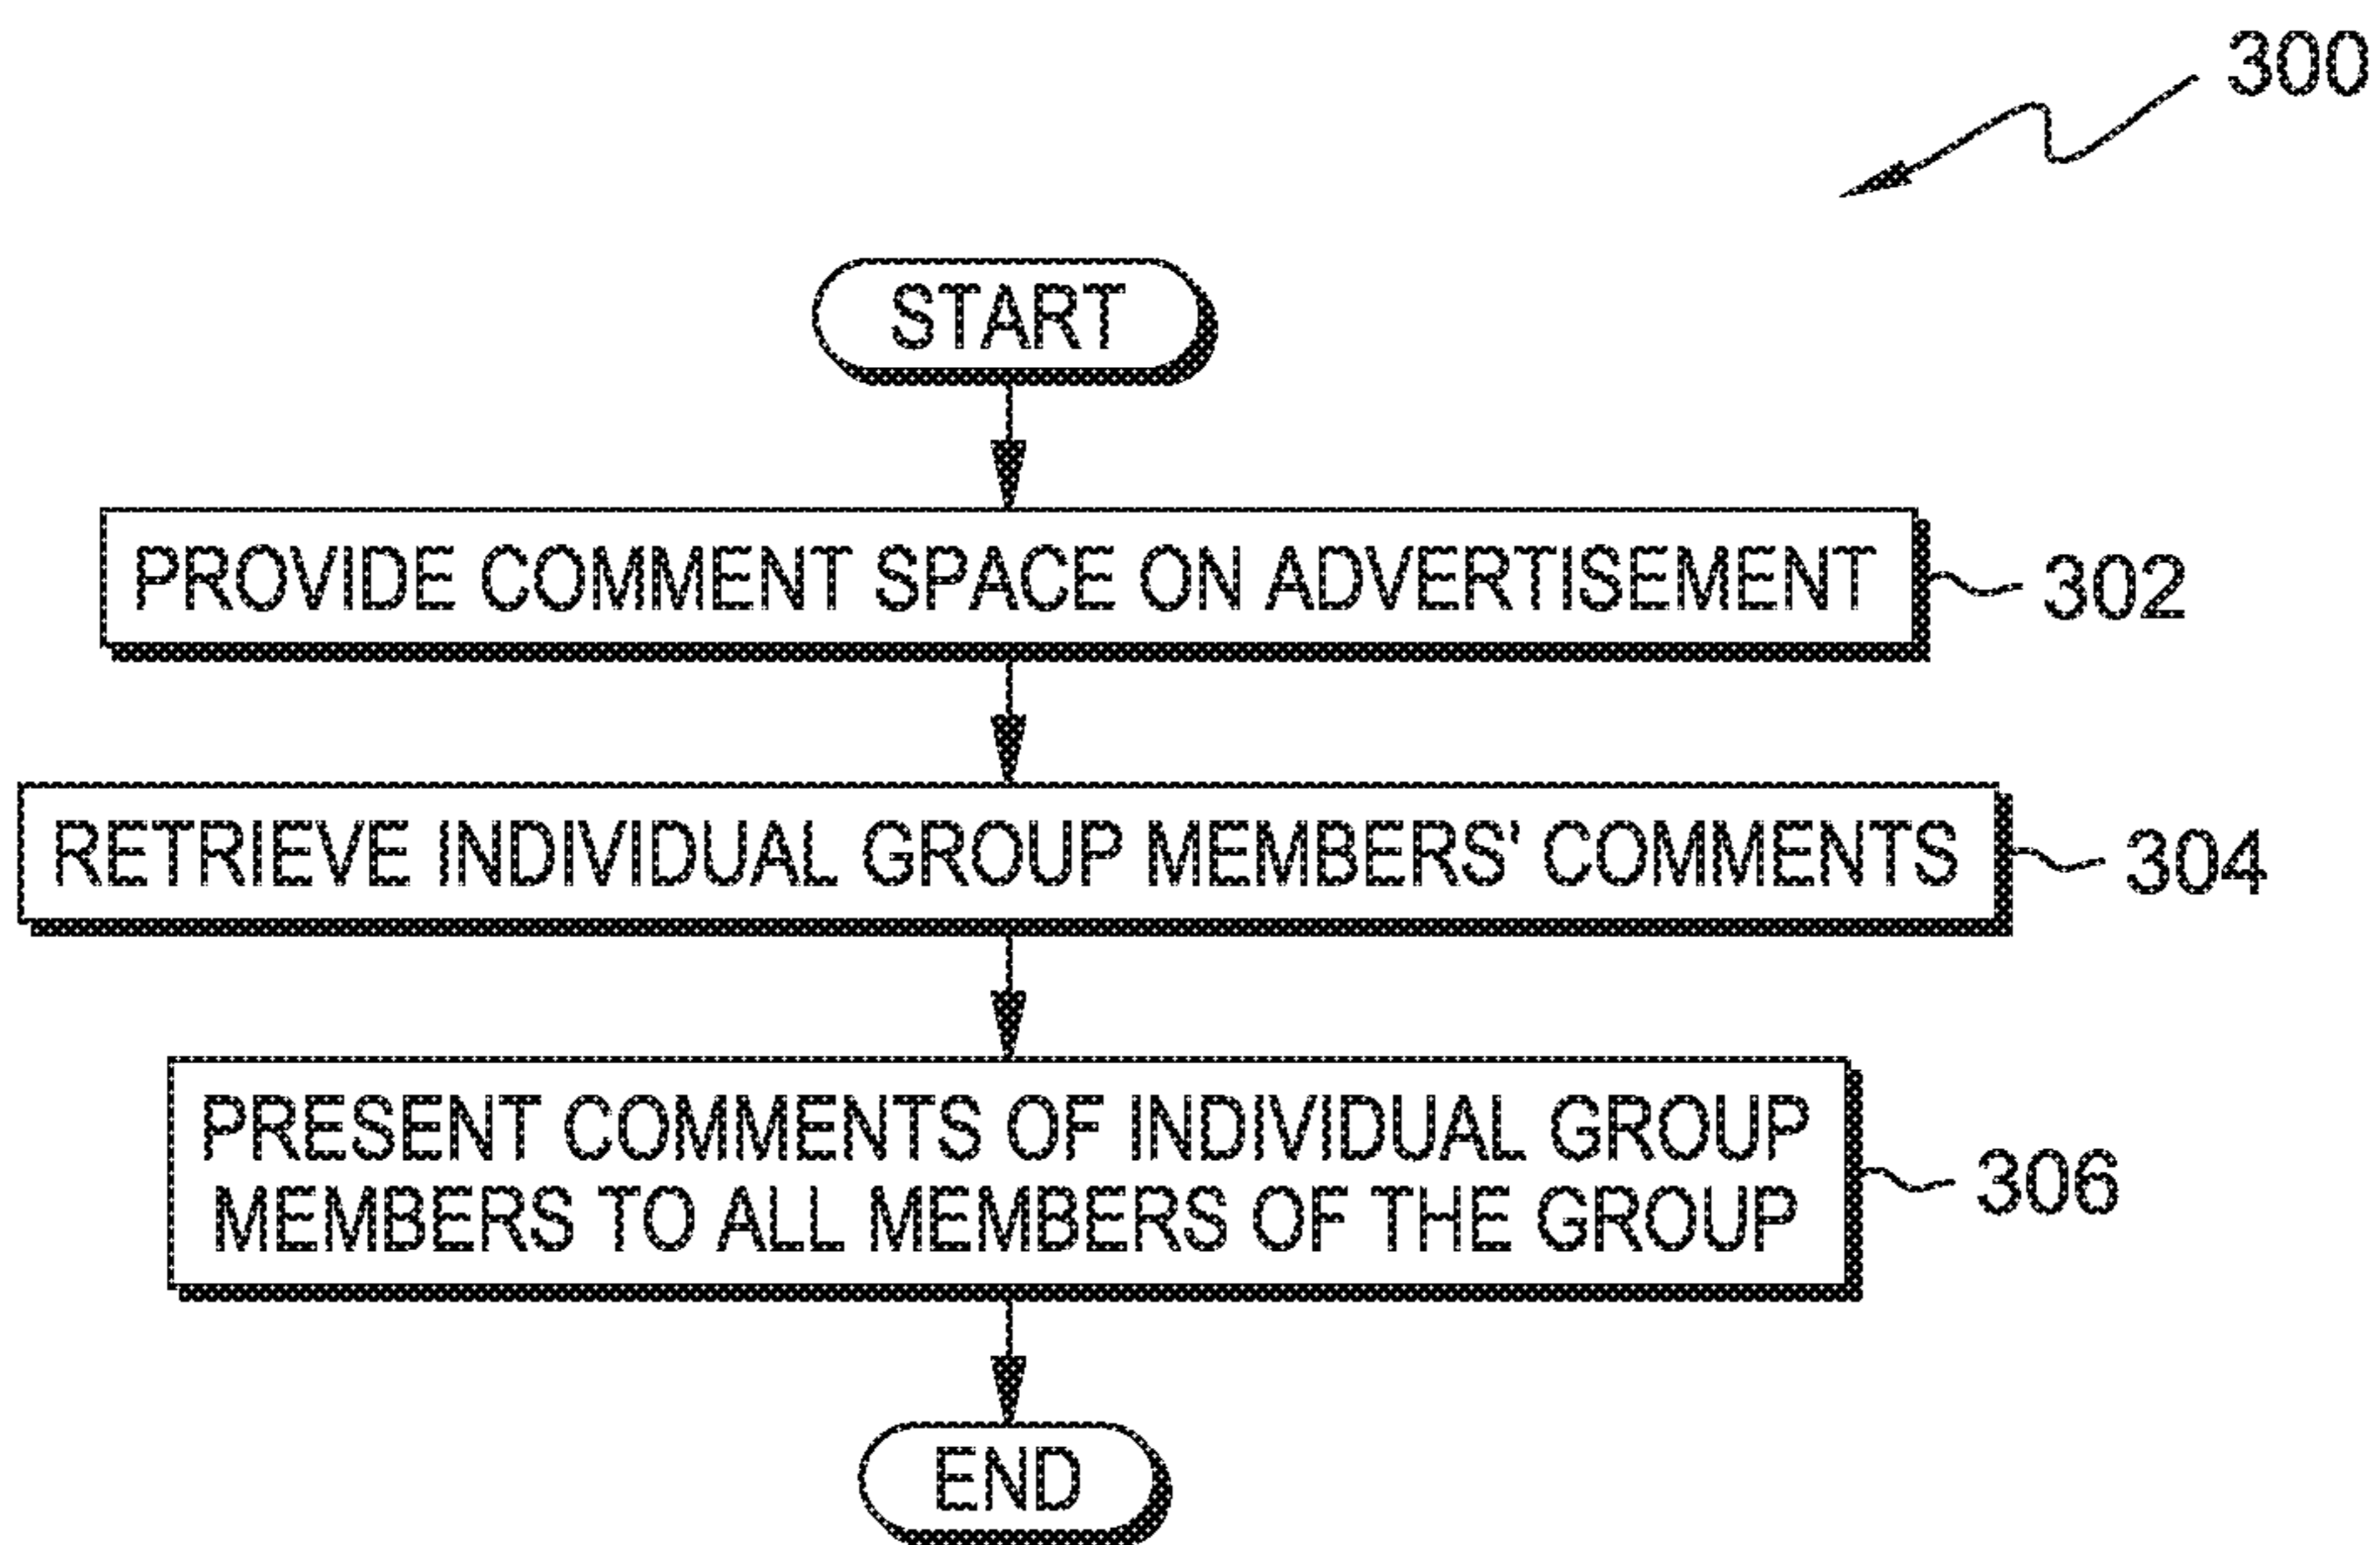 300
START
PROVIDE COMMENT SPACE ON ADVERTISEMENT
302
RETRIEVE INDIVIDUAL GROUP MEMBERS' COMMENTS
304
PRESENT COMMENTS OF INDIVIDUAL GROUP
MEMBERS TO ALL MEMBERS OF THE GROUP
306
END